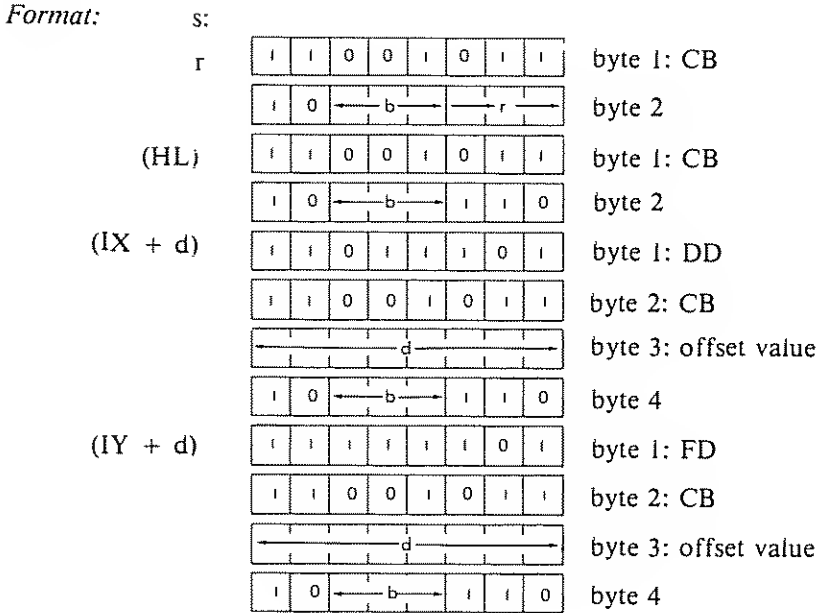 Format: s:
r 1 1 0 0 1 0 1 1 byte 1: CB
1 0 b r byte 2
(HL) 1 1 0 0 1 0 1 1 byte 1: CB
1 0 b 1 1 0 byte 2
(IX + d) 1 1 0 1 1 1 0 1 byte 1: DD
1 1 0 0 1 0 1 1 byte 2: CB
d byte 3: offset value
1 0 b 1 1 0 byte 4
(IY + d) 1 1 1 1 1 1 0 1 byte 1: FD
1 1 0 0 1 0 1 1 byte 2: CB
d byte 3: offset value
1 0 b 1 1 0 byte 4